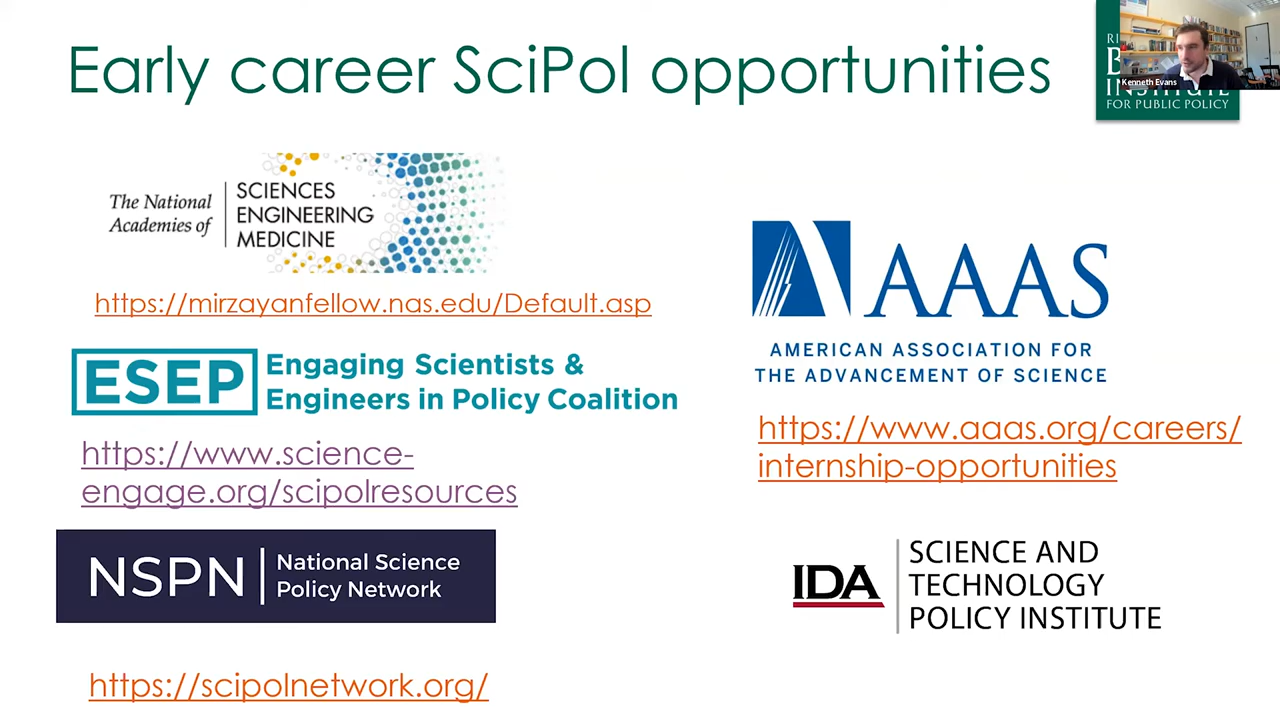 Early career SciPol opportunities
Kenneth Evans
FOR PUBLIC POLICY
The National
Academies of
SCIENCES
ENGINEERING
MEDICINE
https://mirzayanfellow.nas.edu/Default.asp
ESEP
Engaging Scientists &
Engineers in Policy Coalition
https://www.science-
engage.org/scipolresources
NSPN
National Science
Policy Network
https://scipolnetwork.org/
AAAS
AMERICAN ASSOCIATION FOR
THE ADVANCEMENT OF SCIENCE
https://www.aaas.org/careers/
internship-opportunities
IDA
SCIENCE AND
TECHNOLOGY
POLICY INSTITUTE